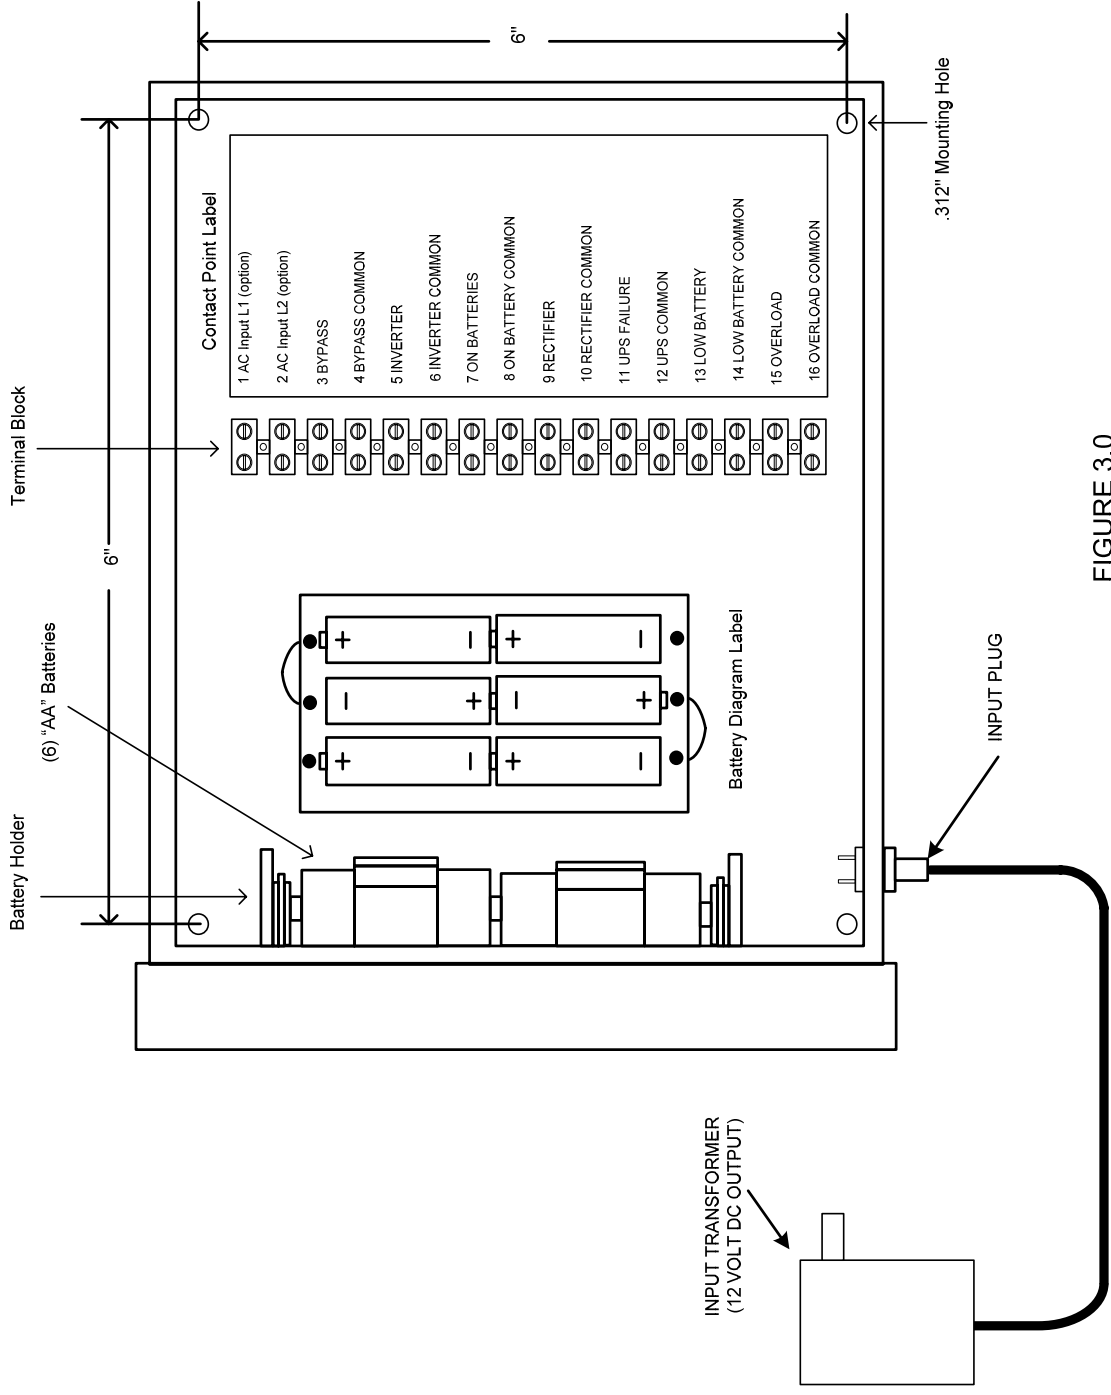 Battery Holder
(6) “AA” Batteries
Terminal Block
6"
6"
Contact Point Label
1 AC Input L1 (option)
2 AC Input L2 (option)
3 BYPASS
4 BYPASS COMMON
5 INVERTER
6 INVERTER COMMON
7 ON BATTERIES
8 ON BATTERY COMMON
9 RECTIFIER
10 RECTIFIER COMMON
11 UPS FAILURE
12 UPS COMMON
13 LOW BATTERY
14 LOW BATTERY COMMON
15 OVERLOAD
16 OVERLOAD COMMON
+ − + −
− + − +
+ − + −
Battery Diagram Label
.312" Mounting Hole
INPUT TRANSFORMER
(12 VOLT DC OUTPUT)
INPUT PLUG
FIGURE 3.0